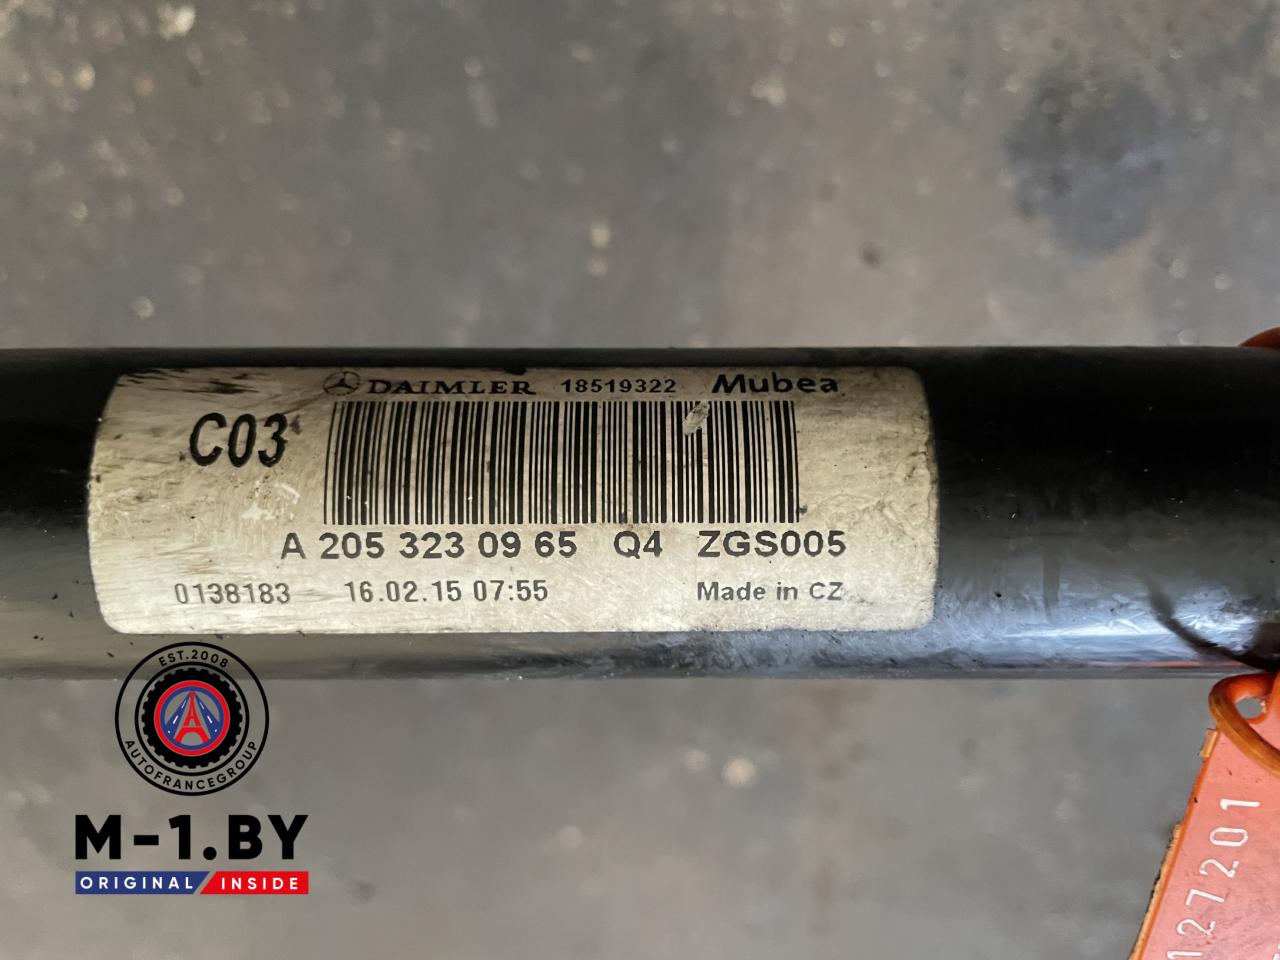 DAIMLER 18519322 Mubea
C03
A 205 323 09 65 Q4 ZGS005
0138183 16.02.15 07:55 Made in CZ
EST.2008
AUTOFRANCEGROUP
M-1.BY
ORIGINAL INSIDE
127201